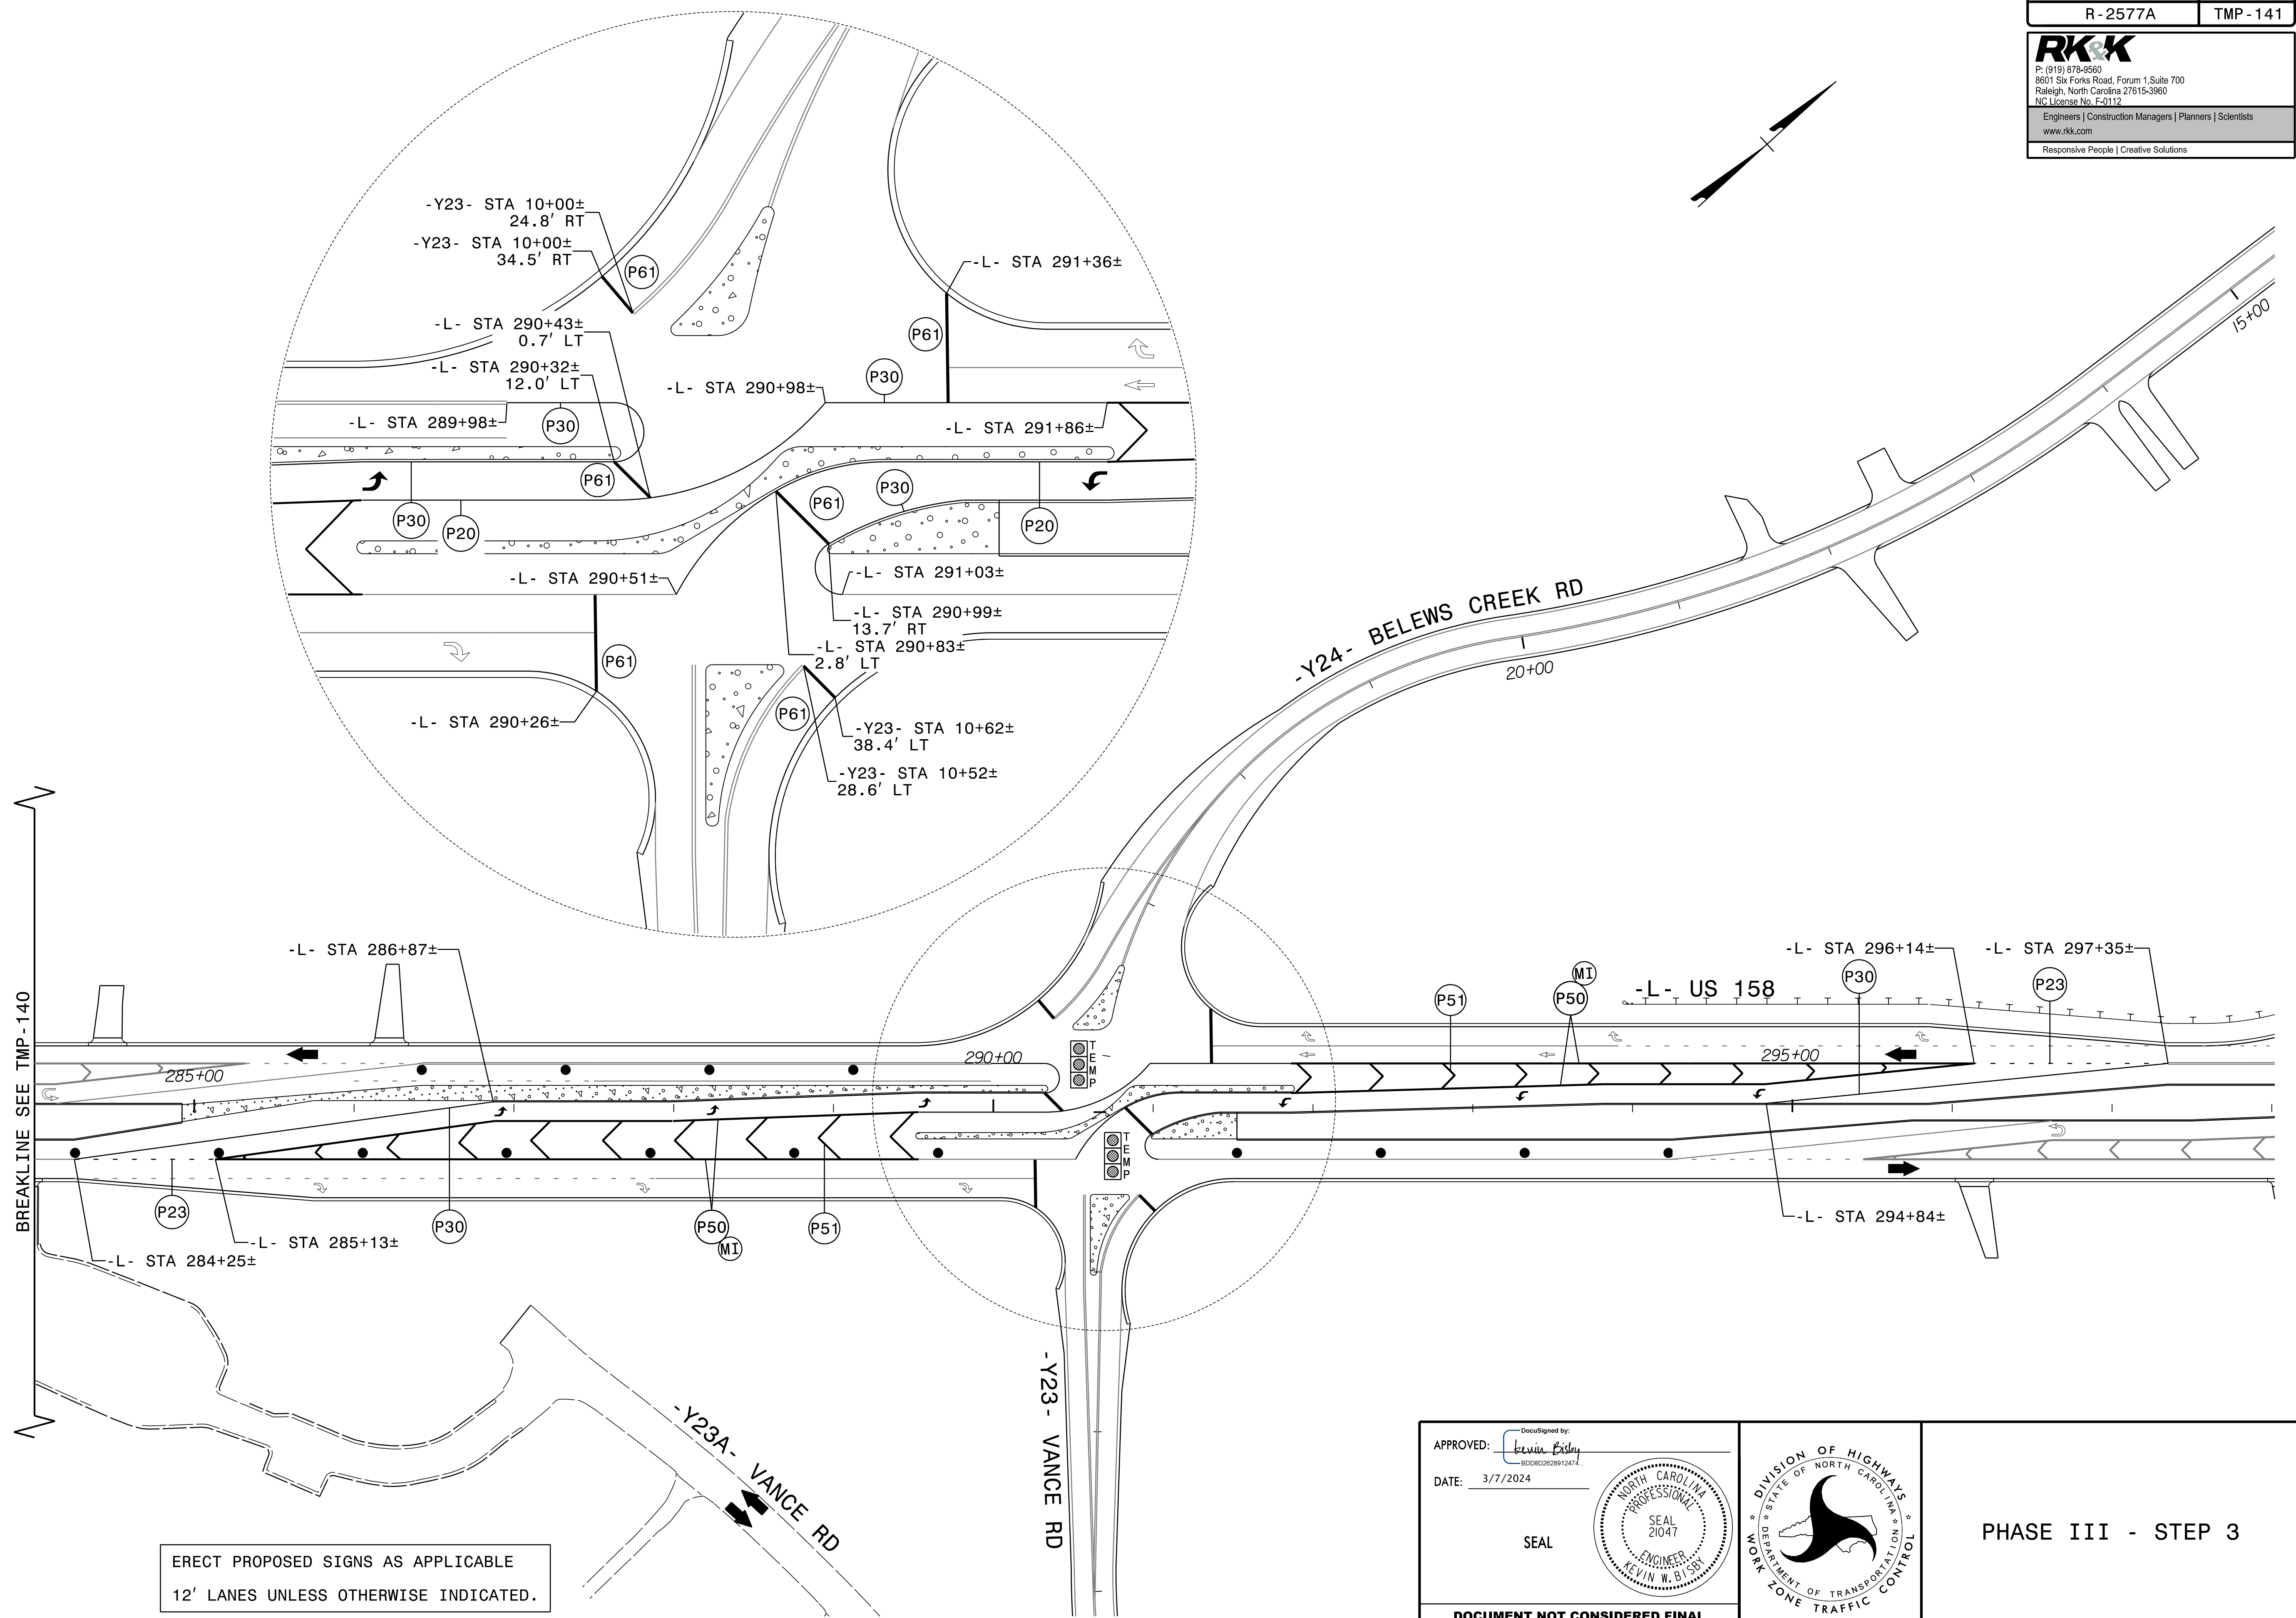 R-2577A
TMP-141
RK&K
P: (919) 878-9560
8601 Six Forks Road, Forum 1,Suite 700
Raleigh, North Carolina 27615-3960
NC License No. F-0112
Engineers | Construction Managers | Planners | Scientists
www.rkk.com
Responsive People | Creative Solutions
-Y23- STA 10+00±
24.8' RT
-Y23- STA 10+00±
34.5' RT
P61
-L- STA 291+36±
P61
-L- STA 290+43±
0.7' LT
-L- STA 290+32±
12.0' LT
-L- STA 290+98±
P30
-L- STA 289+98±
P30
-L- STA 291+86±
P61
P30
P61
P30
P20
P20
-L- STA 290+51±
-L- STA 291+03±
-L- STA 290+99±
13.7' RT
-L- STA 290+83±
2.8' LT
P61
P61
-L- STA 290+26±
-Y23- STA 10+62±
38.4' LT
-Y23- STA 10+52±
28.6' LT
15+00
-Y24- BELEWS CREEK RD
20+00
BREAKLINE SEE TMP-140
-L- STA 286+87±
285+00
290+00
TEMP
TEMP
P51
MI
P50
-L- US 158
-L- STA 296+14±
P30
-L- STA 297+35±
P23
295+00
P23
P30
P50
MI
P51
-L- STA 285+13±
-L- STA 284+25±
-L- STA 294+84±
-Y23- VANCE RD
-Y23A- VANCE RD
ERECT PROPOSED SIGNS AS APPLICABLE
12' LANES UNLESS OTHERWISE INDICATED.
APPROVED:
DocuSigned by:
Kevin Bisby
BDD8D2628912474...
DATE: 3/7/2024
SEAL
NORTH CAROLINA
PROFESSIONAL
SEAL
21047
ENGINEER
KEVIN W. BISBY
DOCUMENT NOT CONSIDERED FINAL
DIVISION OF HIGHWAYS
STATE OF NORTH CAROLINA
DEPARTMENT OF TRANSPORTATION
WORK ZONE TRAFFIC CONTROL
PHASE III - STEP 3